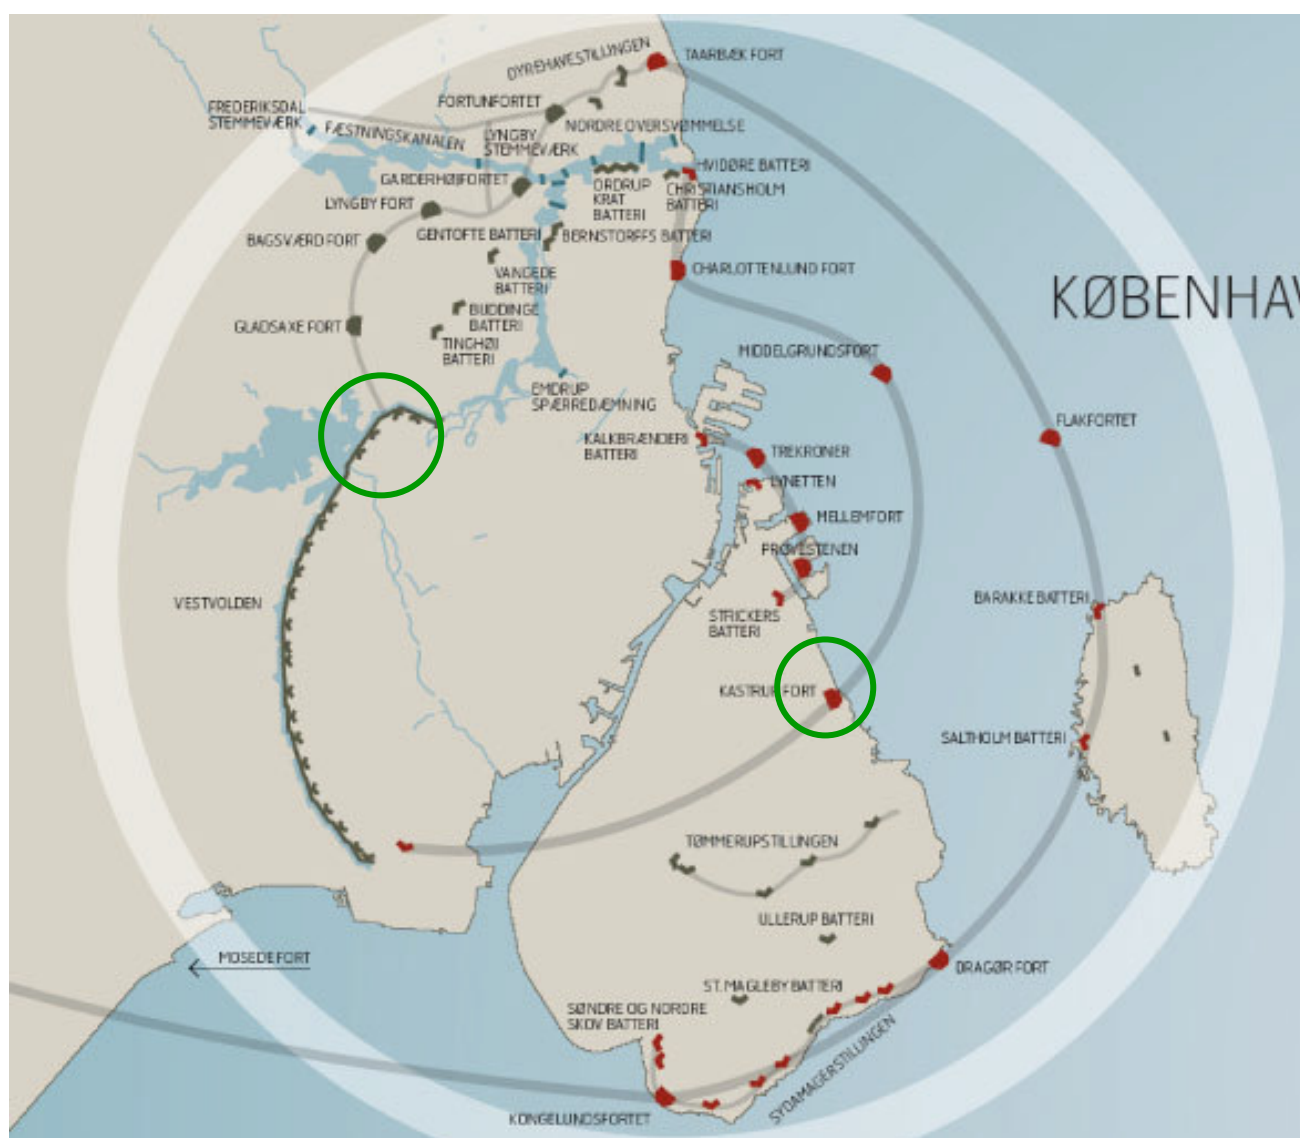 DYREHAVESTILLINGEN
TAARBÆK FORT
FORTUNFORTET
FREDERIKSDAL
STEMMEVÆRK
FÆSTNINGSKANALEN
LYNGBY
STEMMEVÆRK
NORDRE OVERSVØMMELSE
HVIDØRE BATTERI
GARDERHØJFORTET
ORDRUP
KRAT
BATTERI
CHRISTIANSHOLM
BATTERI
LYNGBY FORT
BAGSVÆRD FORT
GENTOFTE BATTERI
BERNSTORFFS BATTERI
VANGEDE
BATTERI
CHARLOTTENLUND FORT
KØBENHAV
BUDDINGE
BATTERI
GLADSAXE FORT
TINGHØJ
BATTERI
MIDDELGRUNDSFORT
EMDRUP
SPÆRREDÆMNING
FLAKFORTET
KALKBRÆNDERI
BATTERI
TREKRONER
LYNETTEN
MELLEMFORT
PRØVESTENEN
VESTVOLDEN
STRICKERS
BATTERI
BARAKKE BATTERI
KASTRUP FORT
SALTHOLM BATTERI
TØMMERUPSTILLINGEN
ULLERUP BATTERI
MOSEDE FORT
DRAGØR FORT
ST. MAGLEBY BATTERI
SØNDRE OG NORDRE
SKOV BATTERI
SYDAMAGERSTILLINGEN
KONGELUNDSFORTET